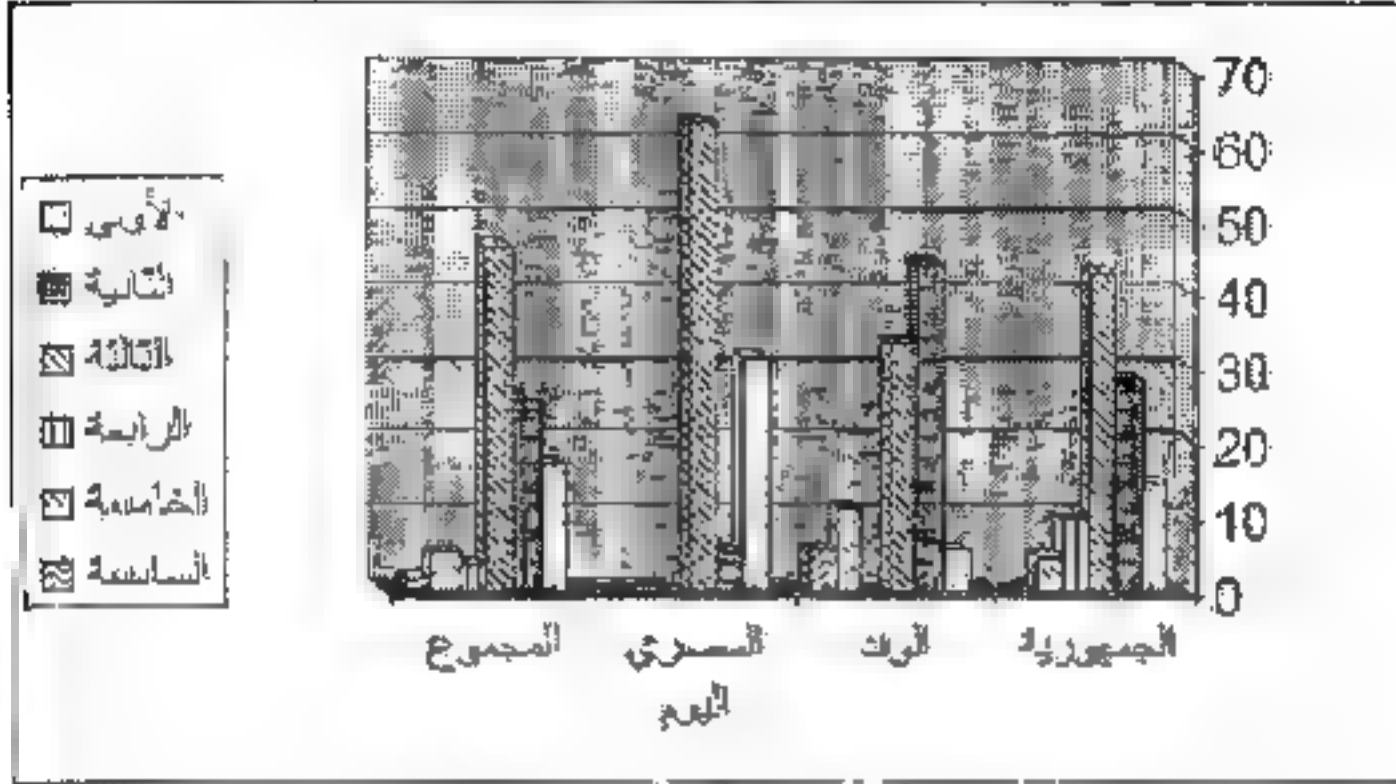 70
60
50
40
30
20
10
0
الجمهورية
الوفد
المصري
المجموع
اليوم
الأولى
الثانية
الثالثة
الرابعة
الخامسة
السادسة